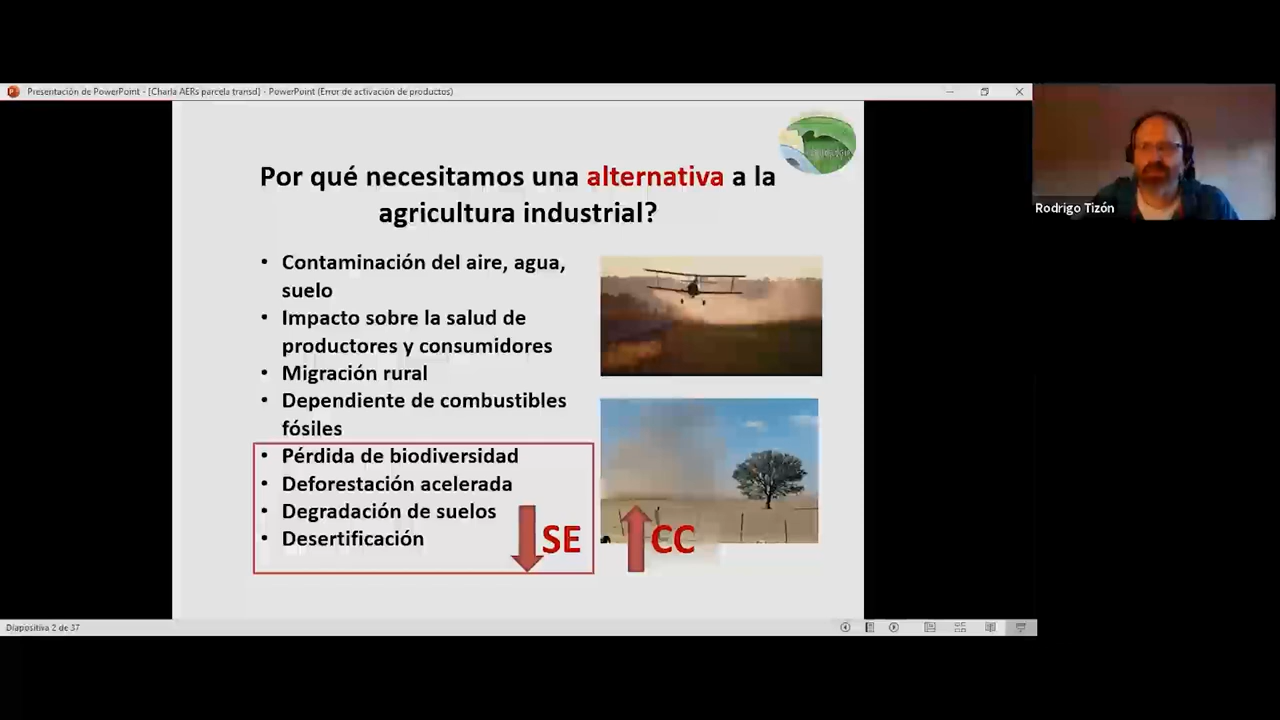 Presentación de PowerPoint - [Charla AERs parcela transd] - PowerPoint (Error de activación de productos)
Por qué necesitamos una alternativa a la
agricultura industrial?
• Contaminación del aire, agua,
suelo
• Impacto sobre la salud de
productores y consumidores
• Migración rural
• Dependiente de combustibles
fósiles
• Pérdida de biodiversidad
• Deforestación acelerada
• Degradación de suelos
• Desertificación
SE
CC
Rodrigo Tizón
Diapositiva 2 de 37